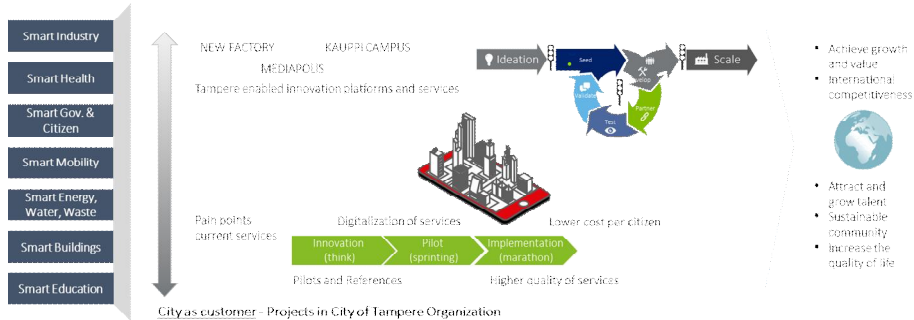 Smart Industry
Smart Health
Smart Gov. &
Citizen
Smart Mobility
Smart Energy,
Water, Waste
Smart Buildings
Smart Education
NEW FACTORY
KAUPPI CAMPUS
MEDIAPOLIS
Tampere enabled innovation platforms and services
Ideation
Seed
Develop
Partner
Test
Validate
Scale
Pain points
current services
Digitalization of services
Lower cost per citizen
Innovation
(think)
Pilot
(sprinting)
Implementation
(marathon)
Pilots and References
Higher quality of services
City as customer - Projects in City of Tampere Organization
▪ Achieve growth
and value
▪ International
competitiveness
▪ Attract and
grow talent
▪ Sustainable
community
▪ Increase the
quality of life